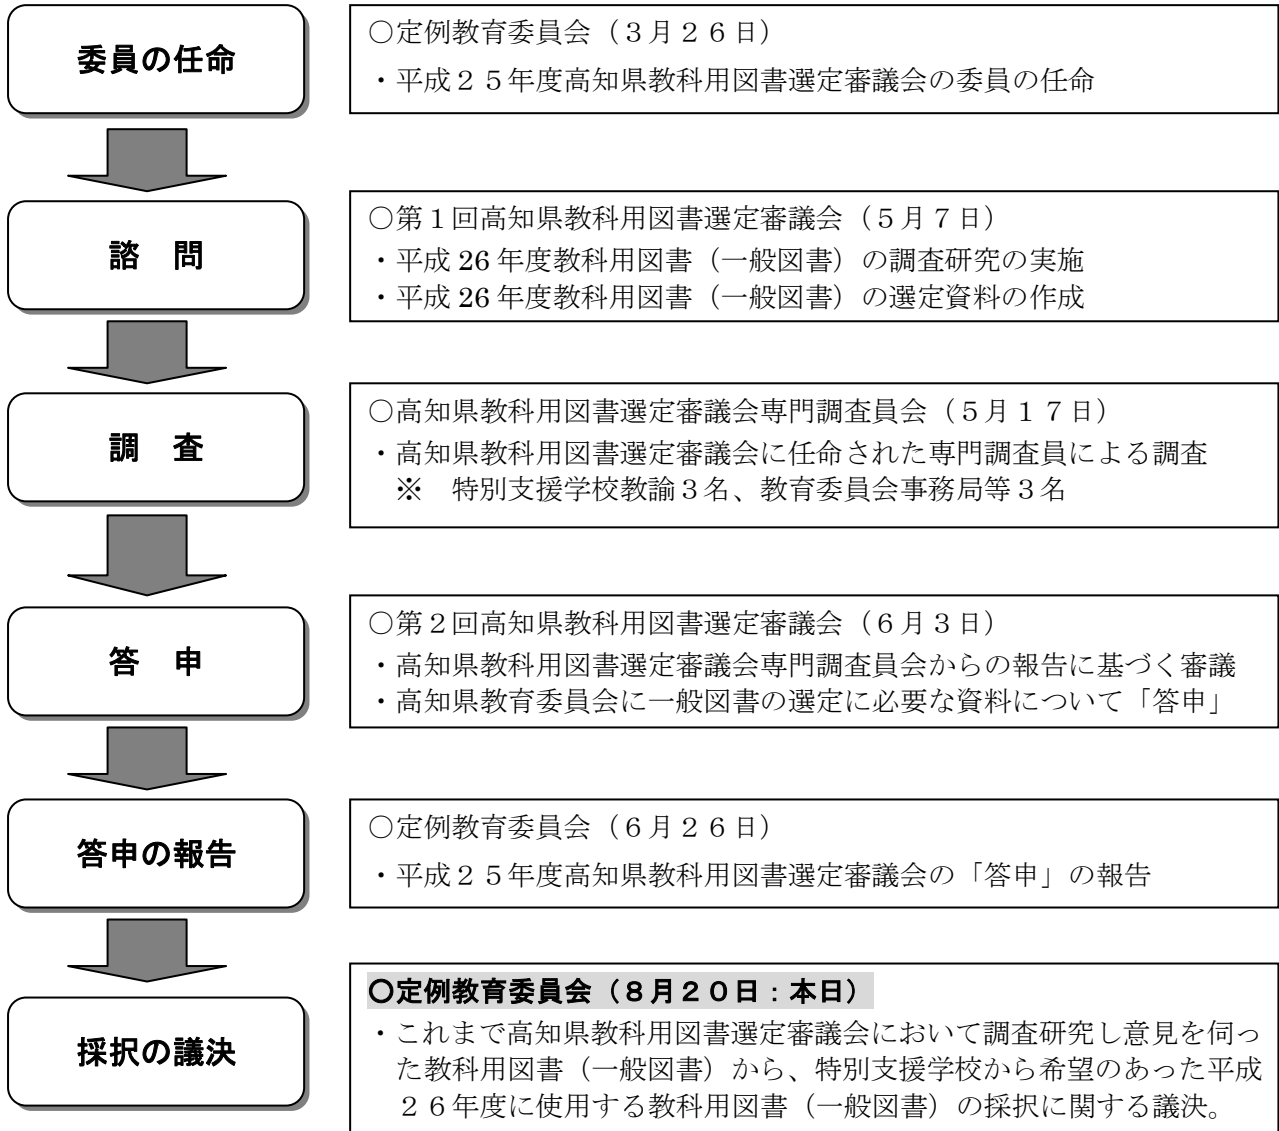 委員の任命
○定例教育委員会（３月２６日）
・平成２５年度高知県教科用図書選定審議会の委員の任命
諮　問
○第１回高知県教科用図書選定審議会（５月７日）
・平成 26 年度教科用図書（一般図書）の調査研究の実施
・平成 26 年度教科用図書（一般図書）の選定資料の作成
調　査
○高知県教科用図書選定審議会専門調査員会（５月１７日）
・高知県教科用図書選定審議会に任命された専門調査員による調査
※　特別支援学校教諭３名、教育委員会事務局等３名
答　申
○第２回高知県教科用図書選定審議会（６月３日）
・高知県教科用図書選定審議会専門調査員会からの報告に基づく審議
・高知県教育委員会に一般図書の選定に必要な資料について「答申」
答申の報告
○定例教育委員会（６月２６日）
・平成２５年度高知県教科用図書選定審議会の「答申」の報告
採択の議決
○定例教育委員会（８月２０日：本日）
・これまで高知県教科用図書選定審議会において調査研究し意見を伺っ
た教科用図書（一般図書）から、特別支援学校から希望のあった平成
２６年度に使用する教科用図書（一般図書）の採択に関する議決。